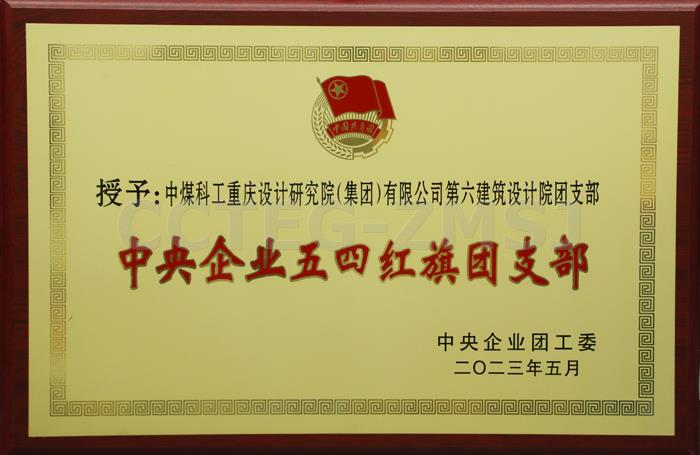 中国共青团
授予：中煤科工重庆设计研究院(集团)有限公司第六建筑设计院团支部
CCTEG-ZMSJ
中央企业五四红旗团支部
中央企业团工委
二〇二三年五月